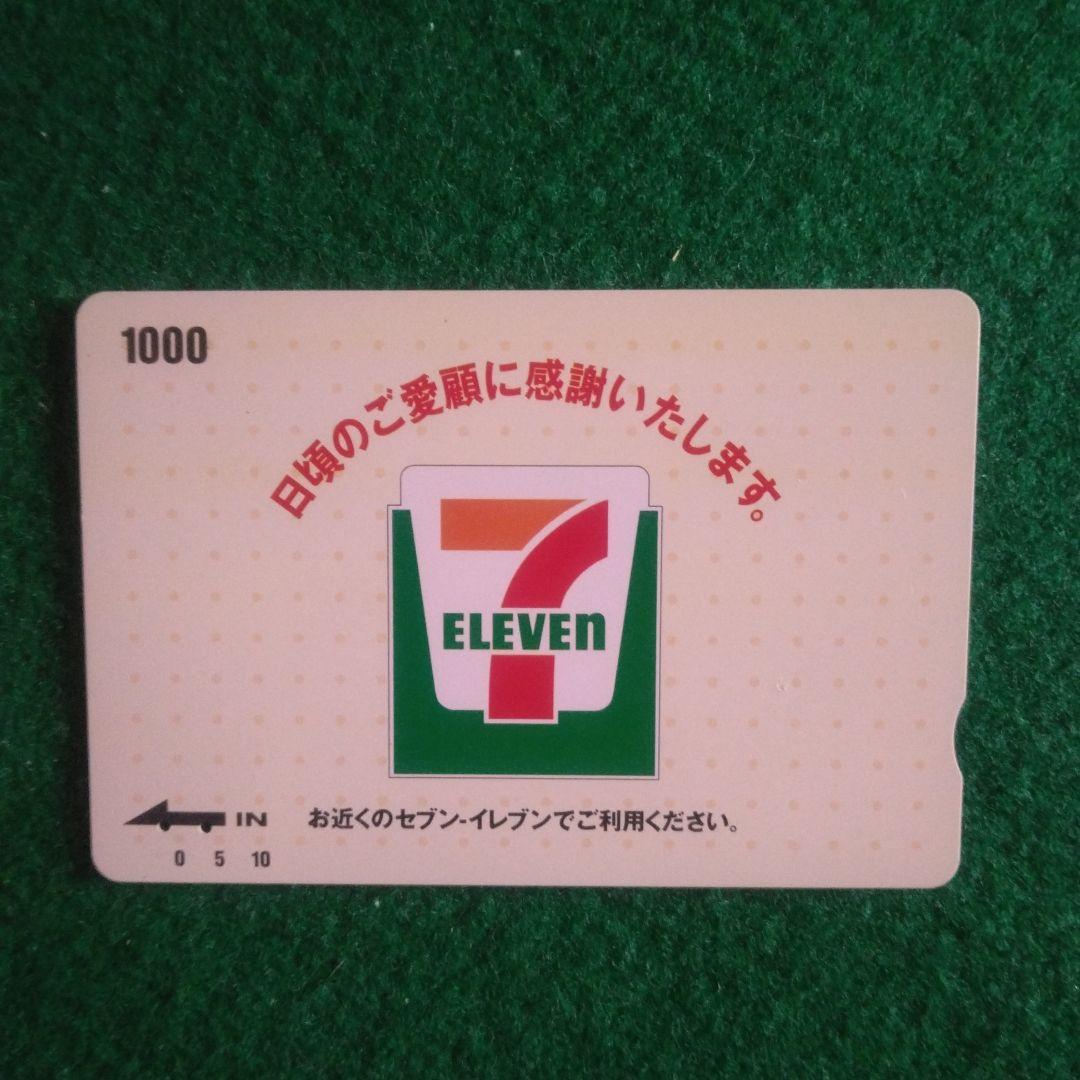 1000
日頃のご愛顧に感謝いたします。
7
ELEVEn
IN お近くのセブン-イレブンでご利用ください。
0 5 10